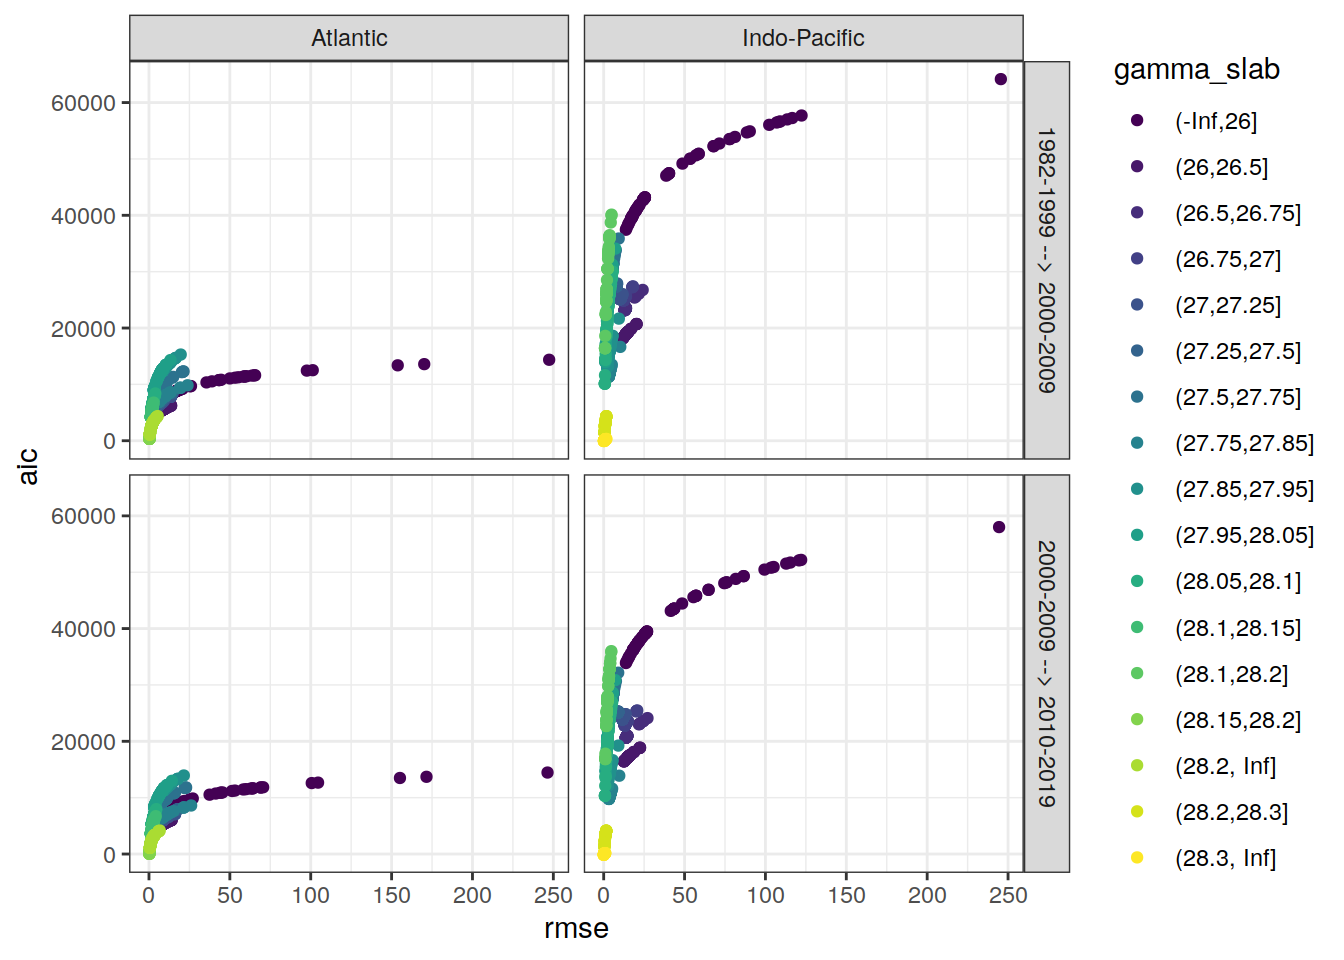 Atlantic
Indo-Pacific
gamma_slab
(-Inf,26]
(26,26.5]
(26.5,26.75]
(26.75,27]
(27,27.25]
(27.25,27.5]
(27.5,27.75]
(27.75,27.85]
(27.85,27.95]
(27.95,28.05]
(28.05,28.1]
(28.1,28.15]
(28.1,28.2]
(28.15,28.2]
(28.2, Inf]
(28.2,28.3]
(28.3, Inf]
1982-1999 --> 2000-2009
2000-2009 --> 2010-2019
aic
60000
40000
20000
0
60000
40000
20000
0
0 50 100 150 200 250 0 50 100 150 200 250
rmse